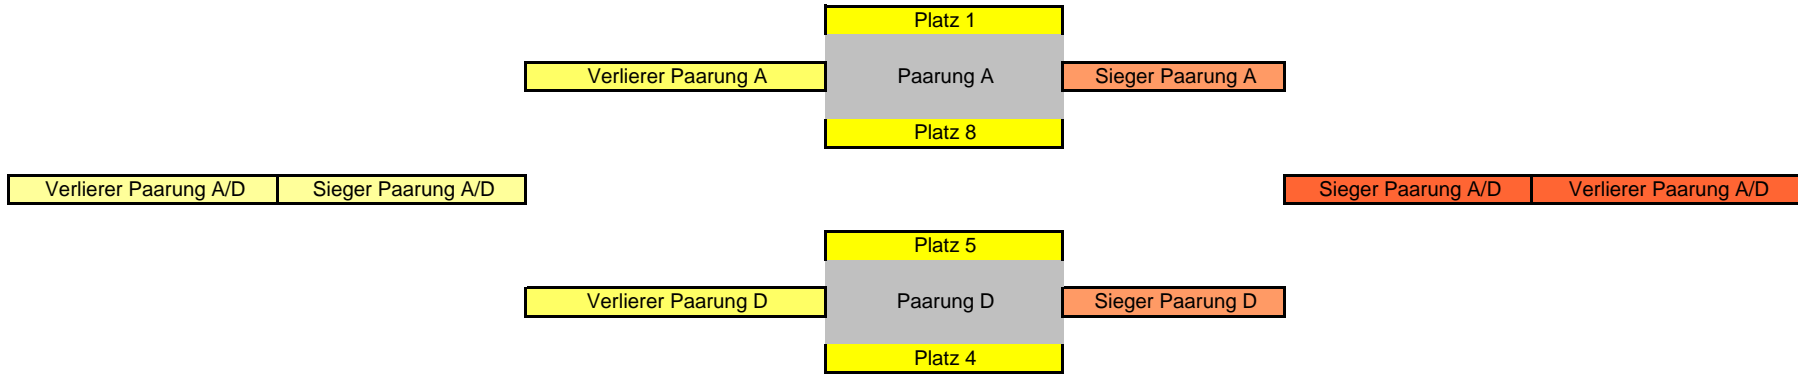 Platz 1
Verlierer Paarung A Paarung A Sieger Paarung A
Platz 8
Verlierer Paarung A/D Sieger Paarung A/D Sieger Paarung A/D Verlierer Paarung A/D
Platz 5
Verlierer Paarung D Paarung D Sieger Paarung D
Platz 4